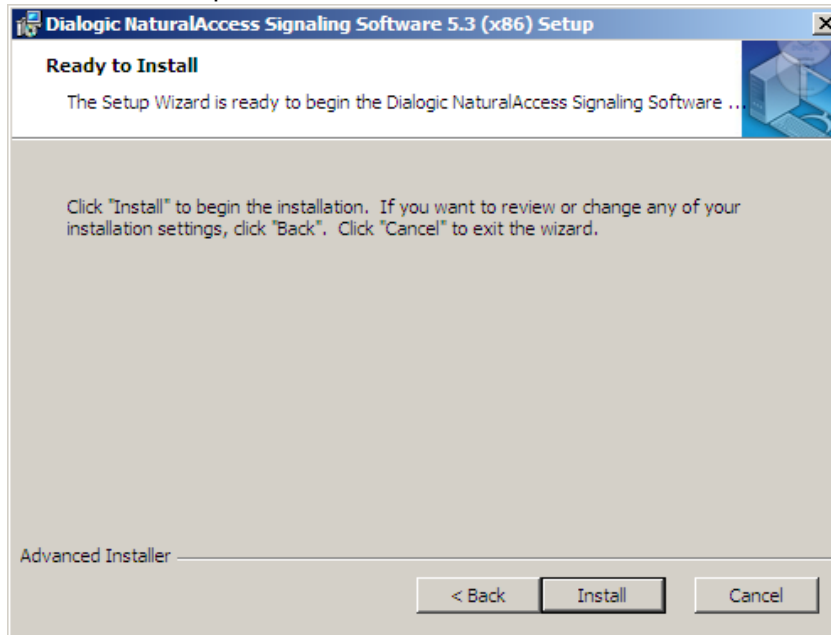 Dialogic NaturalAccess Signaling Software 5.3 (x86) Setup
Ready to Install
The Setup Wizard is ready to begin the Dialogic NaturalAccess Signaling Software ...
Click "Install" to begin the installation. If you want to review or change any of your
installation settings, click "Back". Click "Cancel" to exit the wizard.
Advanced Installer
< Back Install Cancel